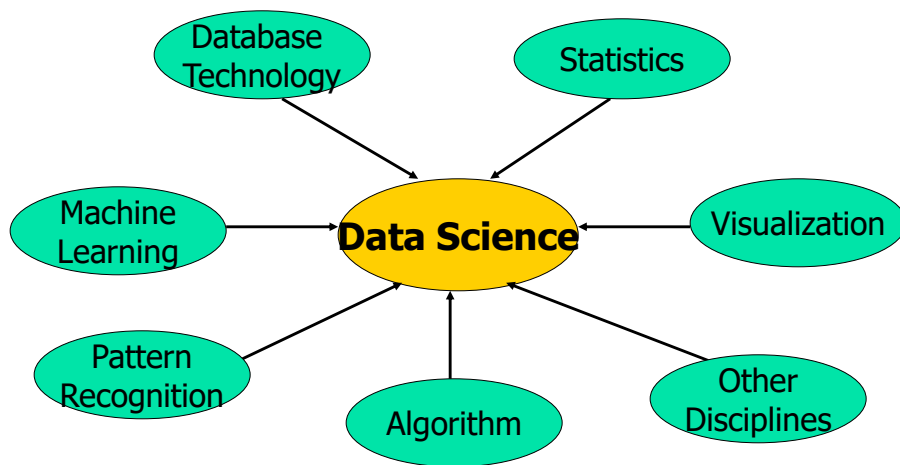 Database
Technology
Statistics
Machine
Learning
Data Science
Visualization
Pattern
Recognition
Algorithm
Other
Disciplines